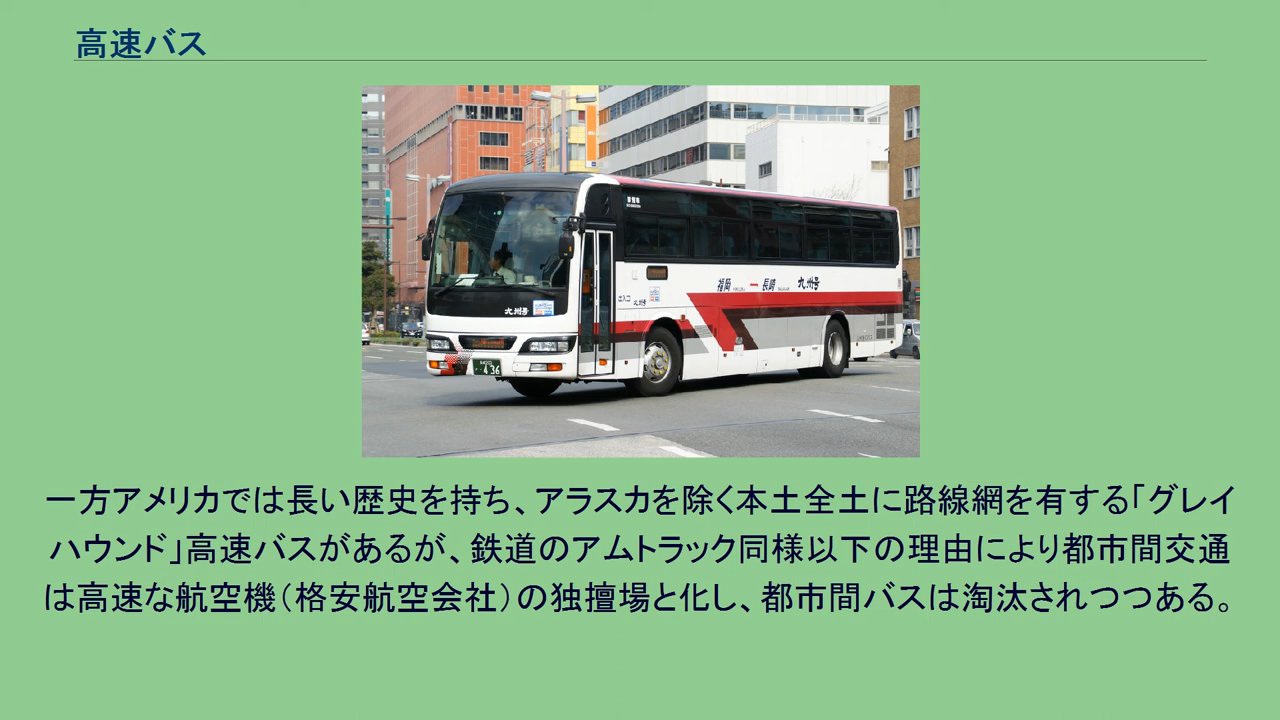 高速バス
福岡 ー 長崎 九州号
九州号
九州号
436
一方アメリカでは長い歴史を持ち、アラスカを除く本土全土に路線網を有する「グレイ
ハウンド」高速バスがあるが、鉄道のアムトラック同様以下の理由により都市間交通
は高速な航空機（格安航空会社）の独擅場と化し、都市間バスは淘汰されつつある。